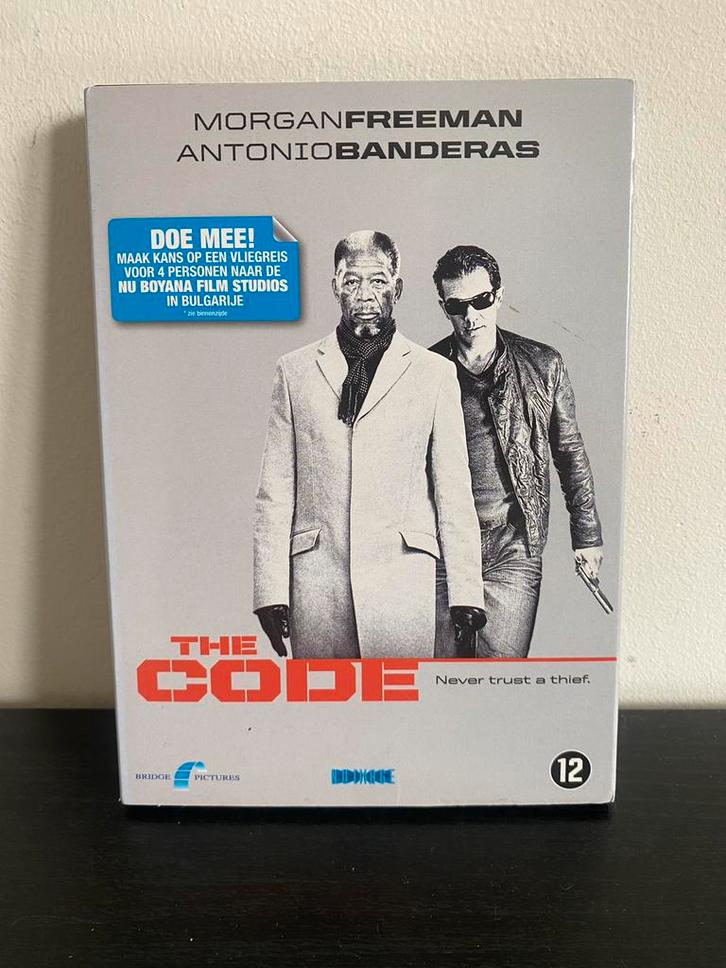 MORGANFREEMAN
ANTONIOBANDERAS
DOE MEE!
MAAK KANS OP EEN VLIEGREIS
VOOR 4 PERSONEN NAAR DE
NU BOYANA FILM STUDIOS
IN BULGARIJE
* zie binnenzijde
THE
CODE
Never trust a thief.
BRIDGE PICTURES
12